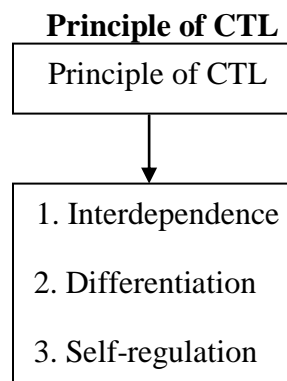 Principle of CTL
Principle of CTL
1. Interdependence
2. Differentiation
3. Self-regulation